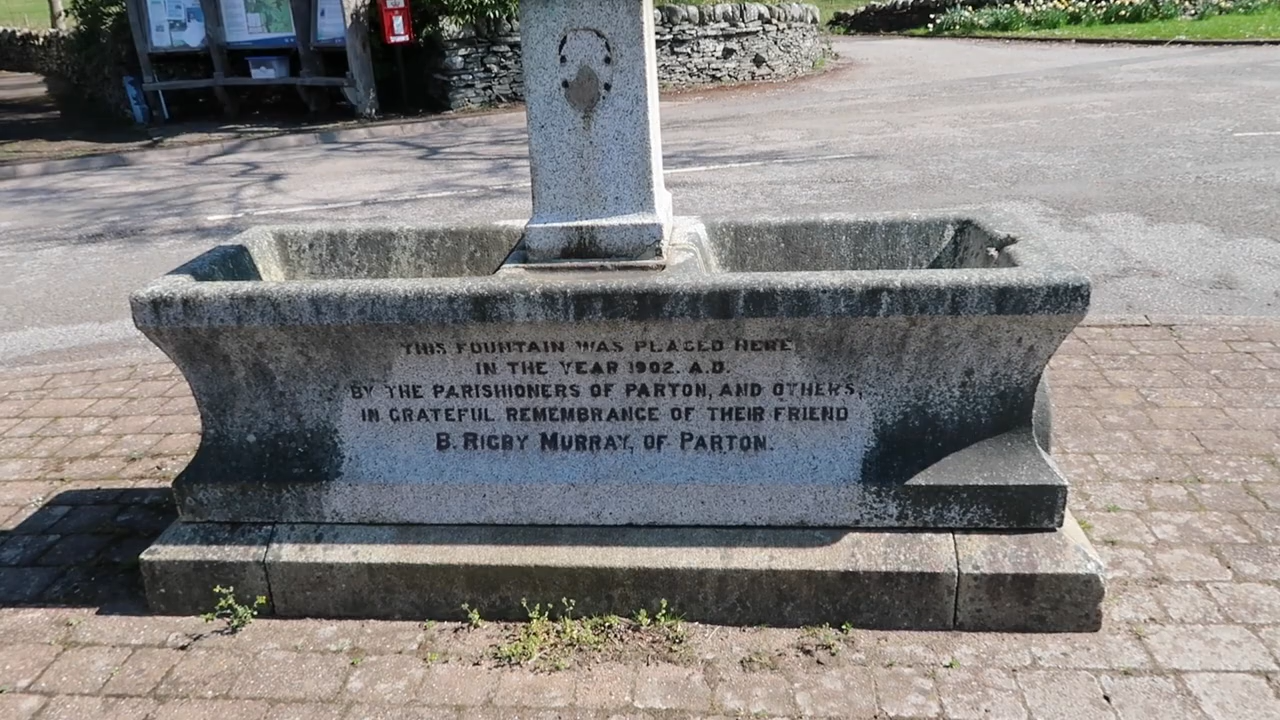 THIS FOUNTAIN WAS PLACED HERE
IN THE YEAR 1902. A.D.
BY THE PARISHIONERS OF PARTON, AND OTHERS,
IN GRATEFUL REMEMBRANCE OF THEIR FRIEND
B. RIGBY MURRAY, OF PARTON.